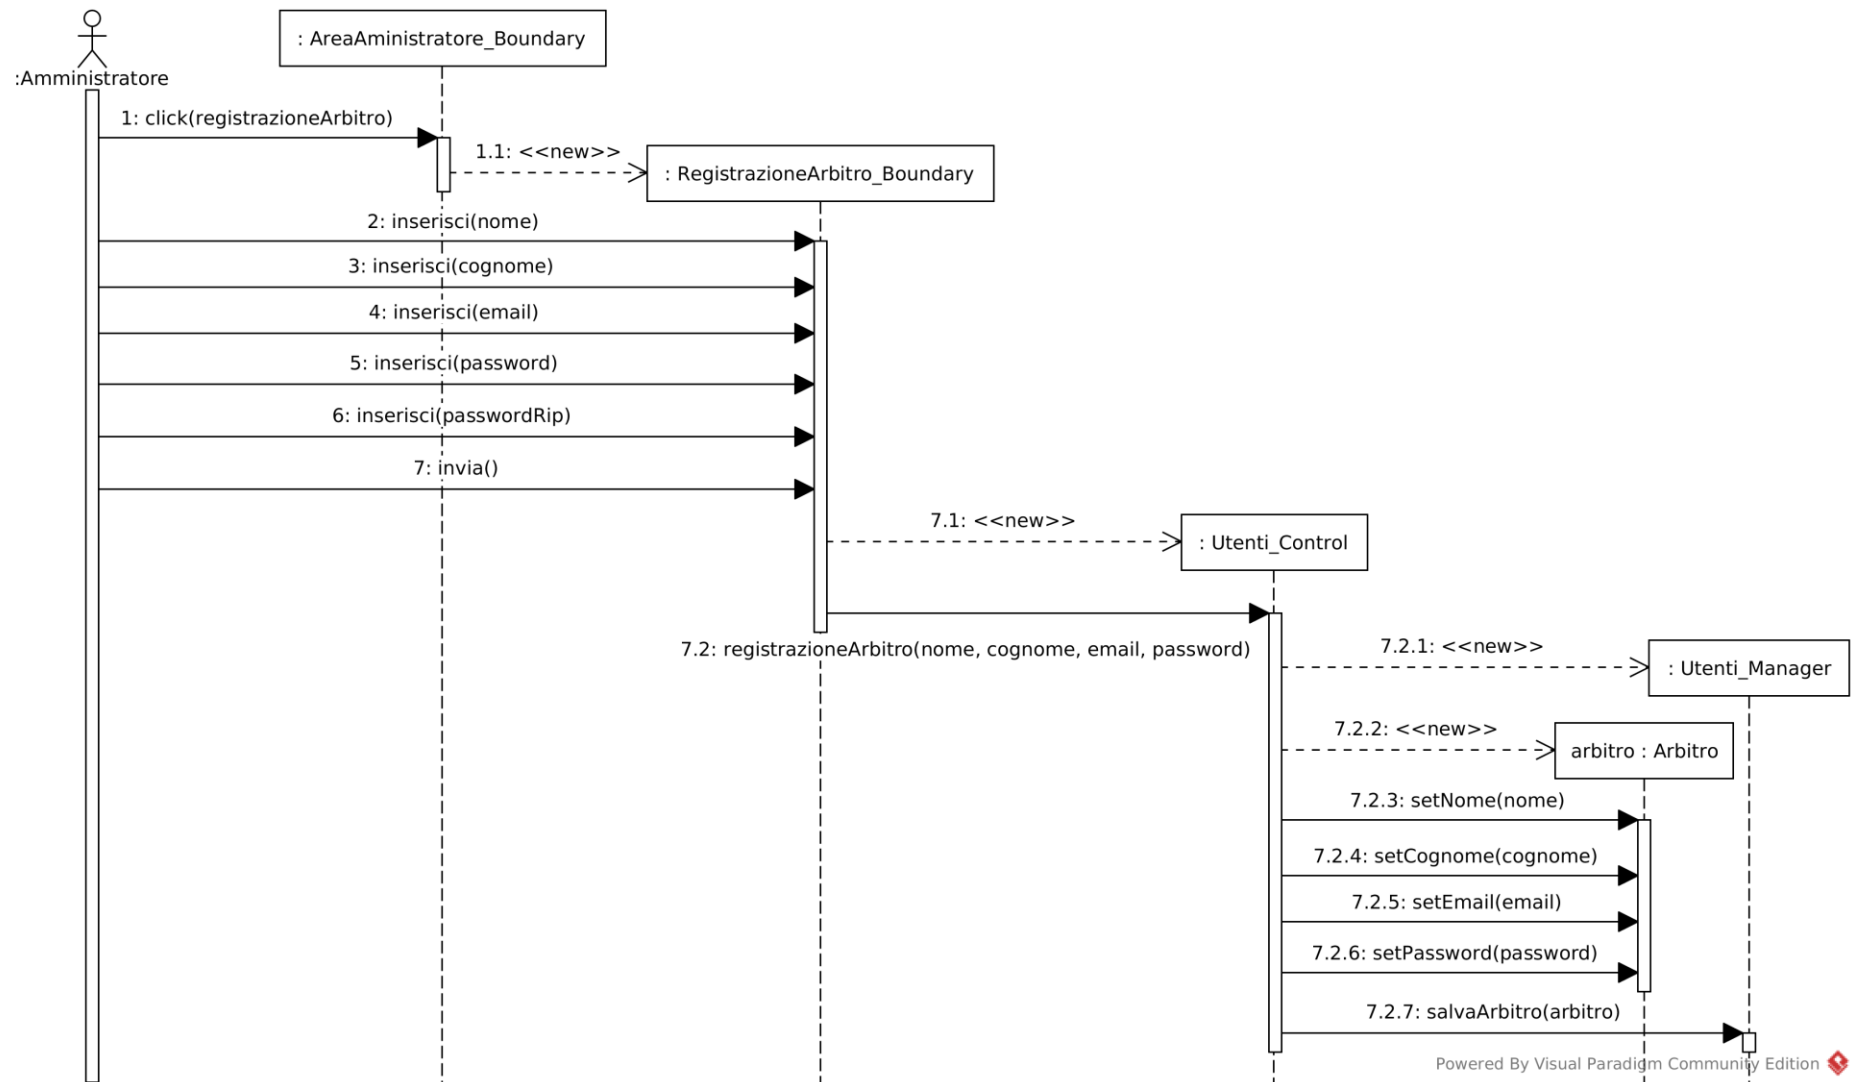 : AreaAministratore_Boundary
:Amministratore
1: click(registrazioneArbitro)
1.1: <<new>>
: RegistrazioneArbitro_Boundary
2: inserisci(nome)
3: inserisci(cognome)
4: inserisci(email)
5: inserisci(password)
6: inserisci(passwordRip)
7: invia()
7.1: <<new>>
: Utenti_Control
7.2: registrazioneArbitro(nome, cognome, email, password)
7.2.1: <<new>>
: Utenti_Manager
7.2.2: <<new>>
arbitro : Arbitro
7.2.3: setNome(nome)
7.2.4: setCognome(cognome)
7.2.5: setEmail(email)
7.2.6: setPassword(password)
7.2.7: salvaArbitro(arbitro)
Powered By Visual Paradigm Community Edition